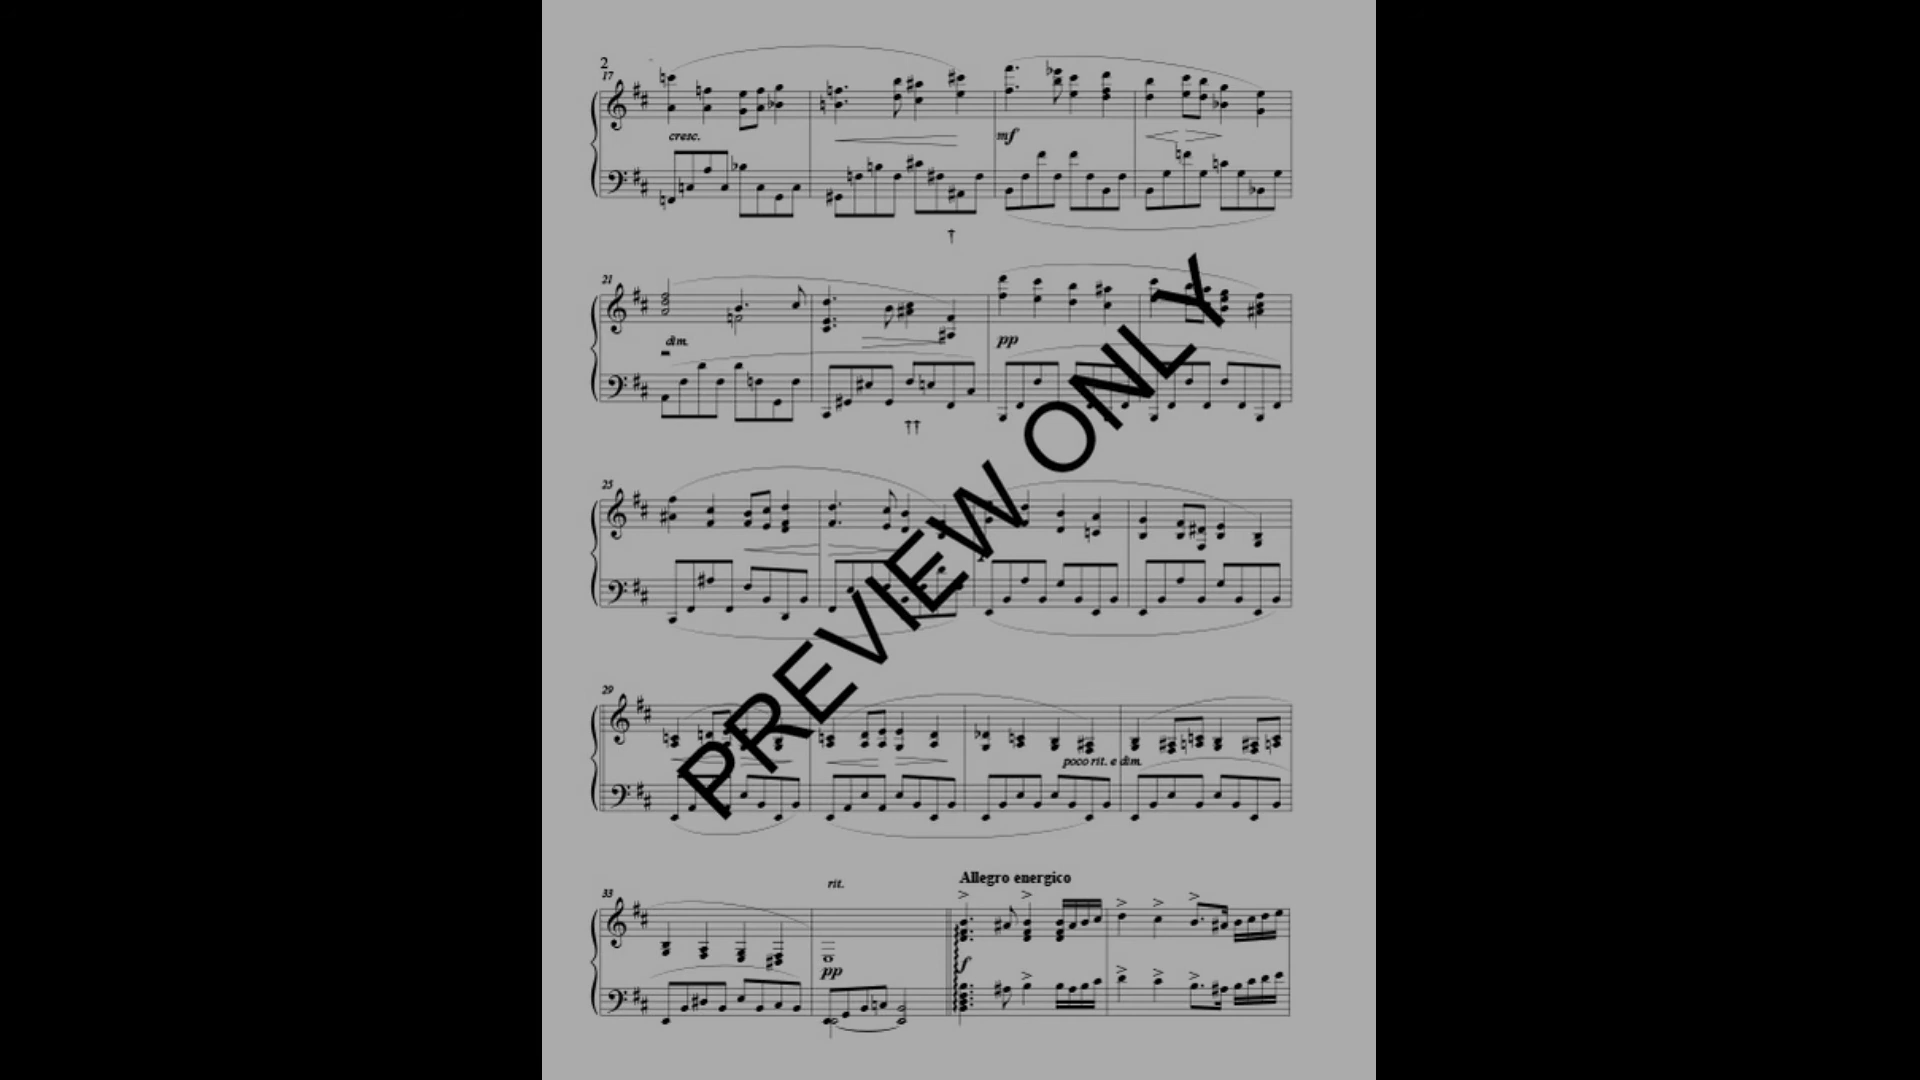 2
17
cresc.
mf
21
dim.
pp
25
29
poco rit. e dim.
33
rit.
pp
Allegro energico
f
PREVIEW ONLY